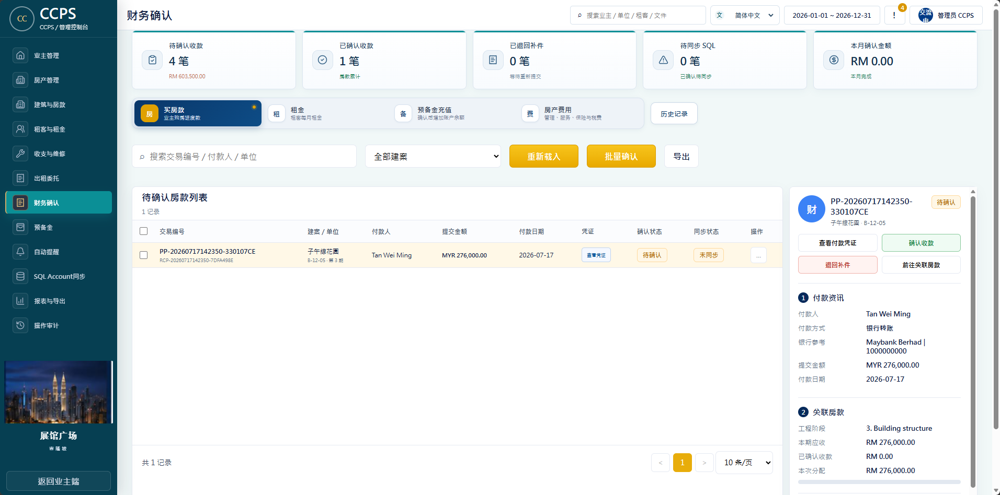 CC
CCPS
CCPS / 管理控制台
业主管理
房产管理
建筑与房款
租客与租金
收支与维修
出租委托
财务确认
预备金
自动提醒
SQL Account同步
报表与导出
操作审计
展馆广场
吉隆坡
返回业主端
财务确认
搜索业主 / 单位 / 租客 / 文件
文
简体中文
2026-01-01 ~ 2026-12-31
!
4
交流电
管理员 CCPS
待确认收款
4 笔
RM 603,500.00
已确认收款
1 笔
房款累计
已退回补件
0 笔
等待重新提交
待同步 SQL
0 笔
已确认待同步
本月确认金额
RM 0.00
本月完成
房
买房款
业主购房进度款
租
租金
租客每月租金
备
预备金充值
确认后增加账户余额
费
房产费用
管理、服务、保险与税费
历史记录
搜索交易编号 / 付款人 / 单位
全部建案
重新载入
批量确认
导出
待确认房款列表
1 记录
交易编号
建案 / 单位
付款人
提交金额
付款日期
凭证
确认状态
同步状态
操作
PP-20260717142350-330107CE
RCP-20260717142350-7DFA498E
子午線花園
B-12-05 · 第 3 期
Tan Wei Ming
MYR 276,000.00
2026-07-17
查看凭证
待确认
未同步
...
共 1 记录
<
1
>
10 条/页
财
PP-20260717142350-
330107CE
子午線花園 · B-12-05
待确认
查看付款凭证
确认收款
退回补件
前往关联房款
1 付款资讯
付款人 Tan Wei Ming
付款方式 银行转账
银行参考 Maybank Berhad |
1000000000
提交金额 MYR 276,000.00
付款日期 2026-07-17
2 关联房款
工程阶段 3. Building structure
本期应收 RM 276,000.00
已确认收款 RM 0.00
本次分配 RM 276,000.00